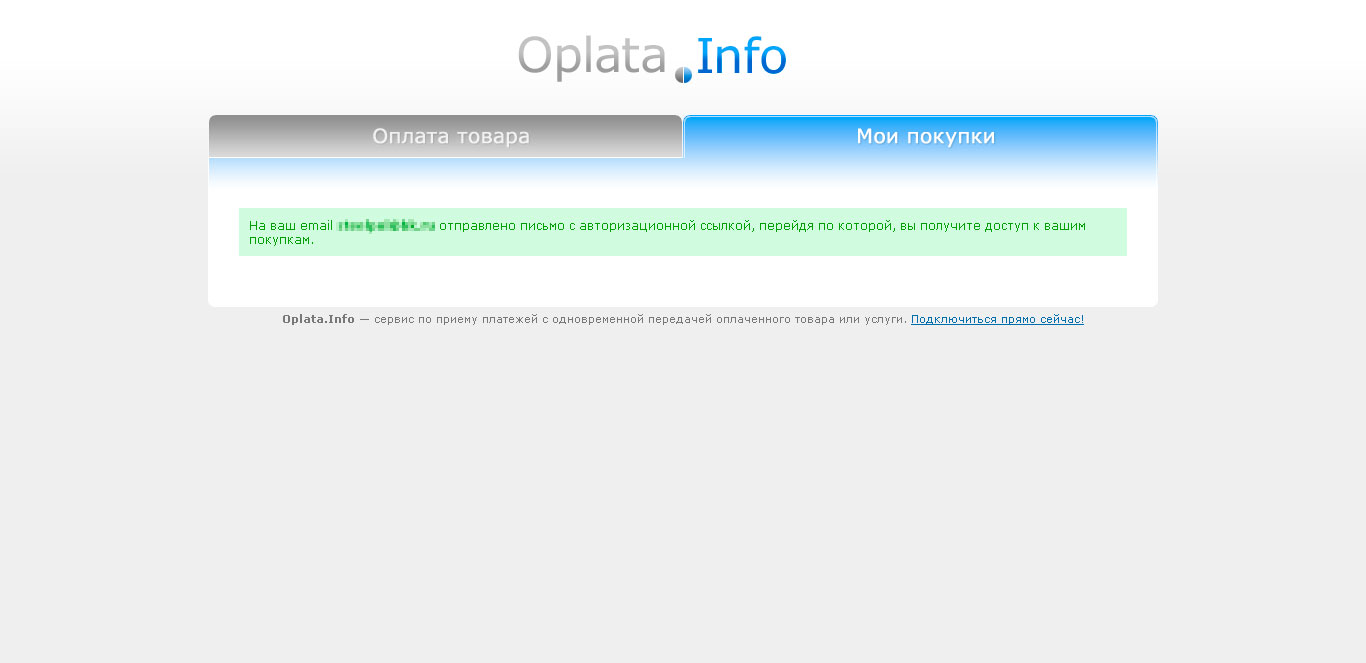 Oplata.Info
Оплата товара
Мои покупки
На ваш email отправлено письмо с авторизационной ссылкой, перейдя по которой, вы получите доступ к вашим
покупкам.
Oplata.Info — сервис по приему платежей с одновременной передачей оплаченного товара или услуги. Подключиться прямо сейчас!